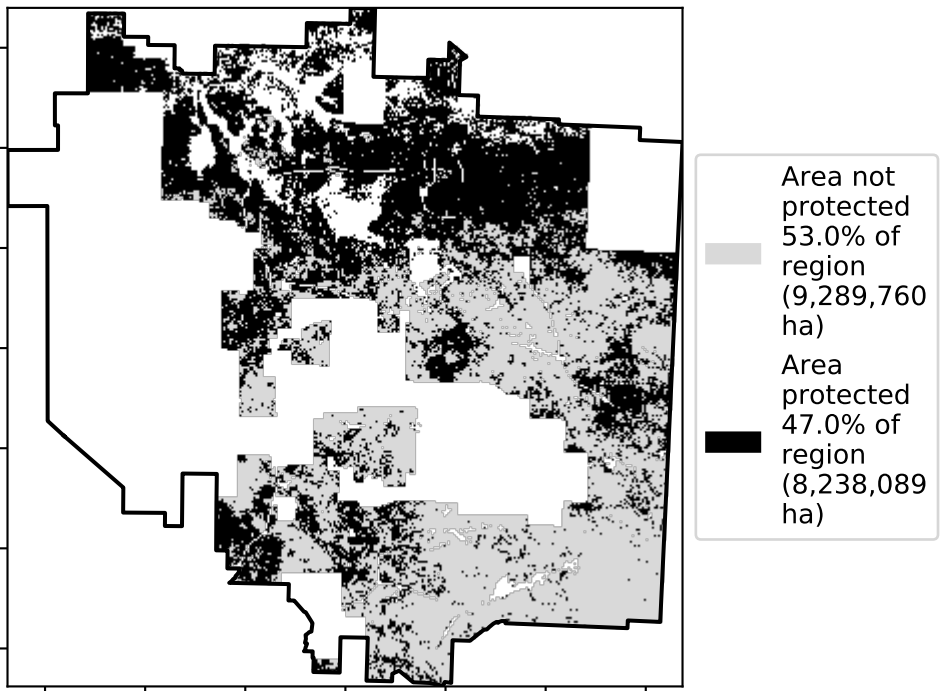 Area not
protected
53.0% of
region
(9,289,760
ha)
Area
protected
47.0% of
region
(8,238,089
ha)